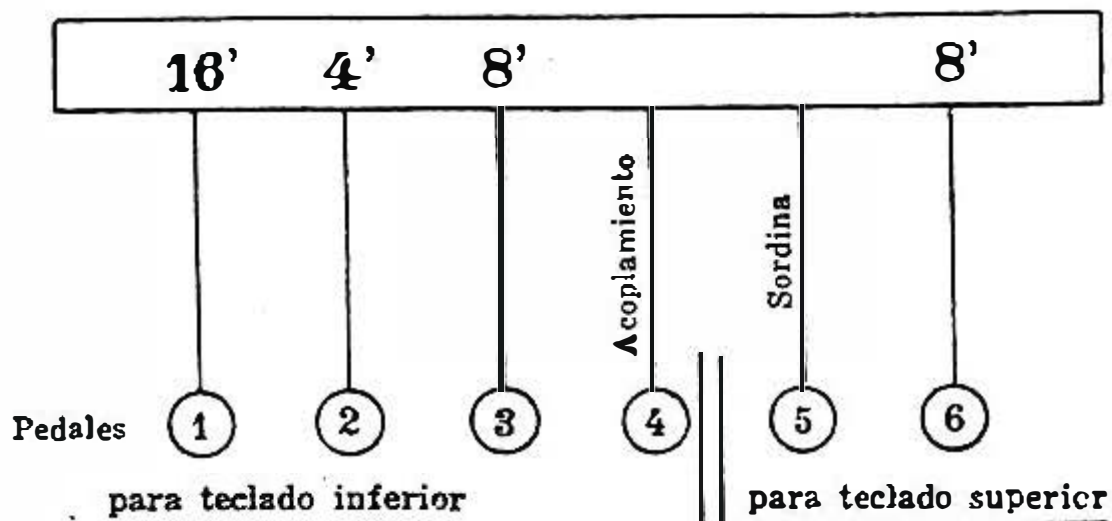 16’ 4’ 8’ 8’
Acoplamiento
Sordina
Pedales 1 2 3 4 5 6
para teclado inferior
para teclado superior